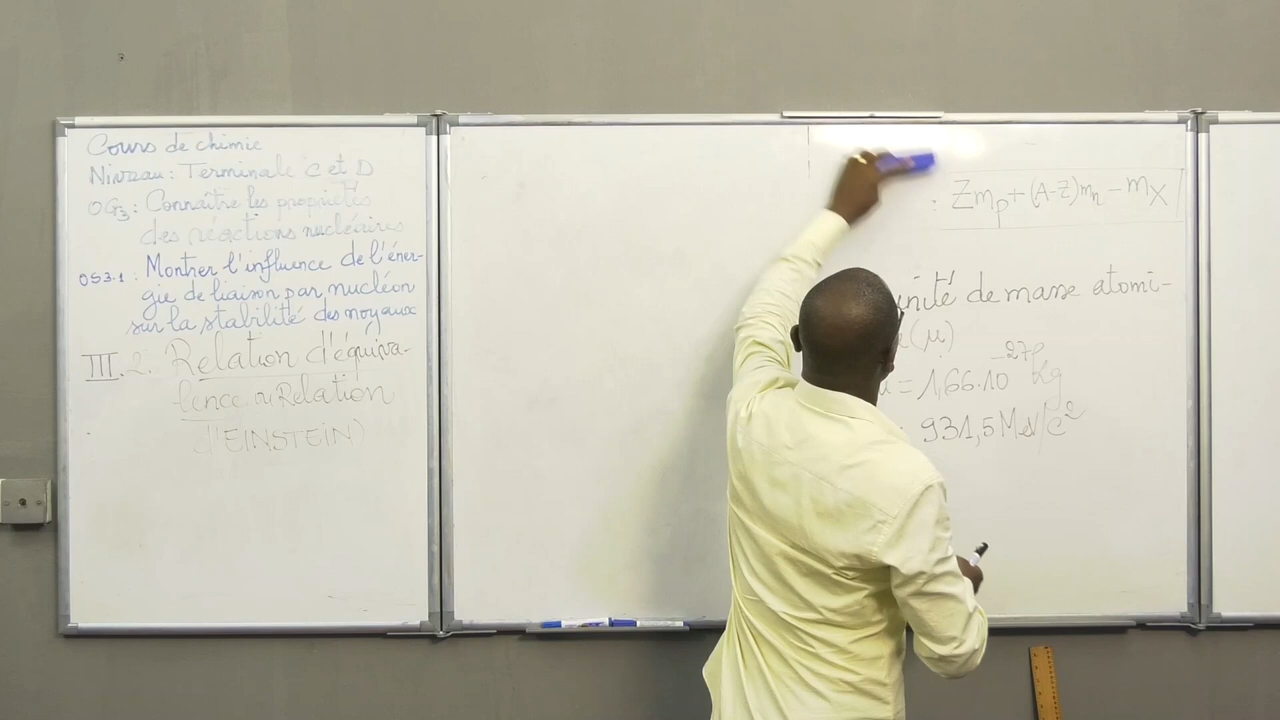 Cours de chimie
Niveau : Terminale C et D
OG3 : Connaître les propriétés
des réactions nucléaires
OS3.1 : Montrer l'influence de l'éner-
gie de liaison par nucléon
sur la stabilité des noyaux
III.2. Relation d'équiva-
lence Relation
d'EINSTEIN)
: Zmp + (A-Z)mn - mX
unité de masse atomi-
(μ)
= 1,66.10⁻²⁷ Kg
931,5 MeV/c²